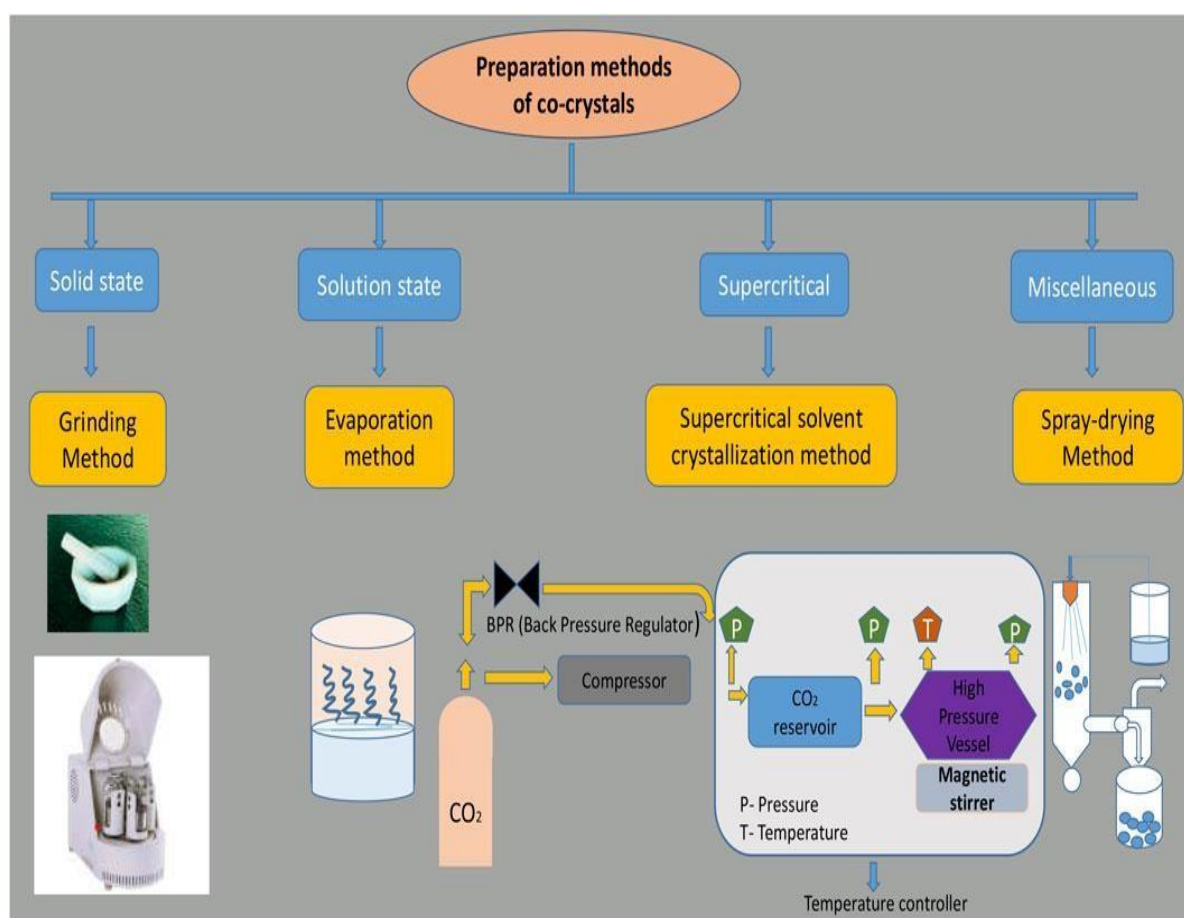 Preparation methods
of co-crystals
Solid state
Solution state
Supercritical
Miscellaneous
Grinding
Method
Evaporation
method
Supercritical solvent
crystallization method
Spray-drying
Method
BPR (Back Pressure Regulator)
Compressor
CO₂
P
P
T
P
CO₂
reservoir
High
Pressure
Vessel
Magnetic
stirrer
P- Pressure
T- Temperature
Temperature controller